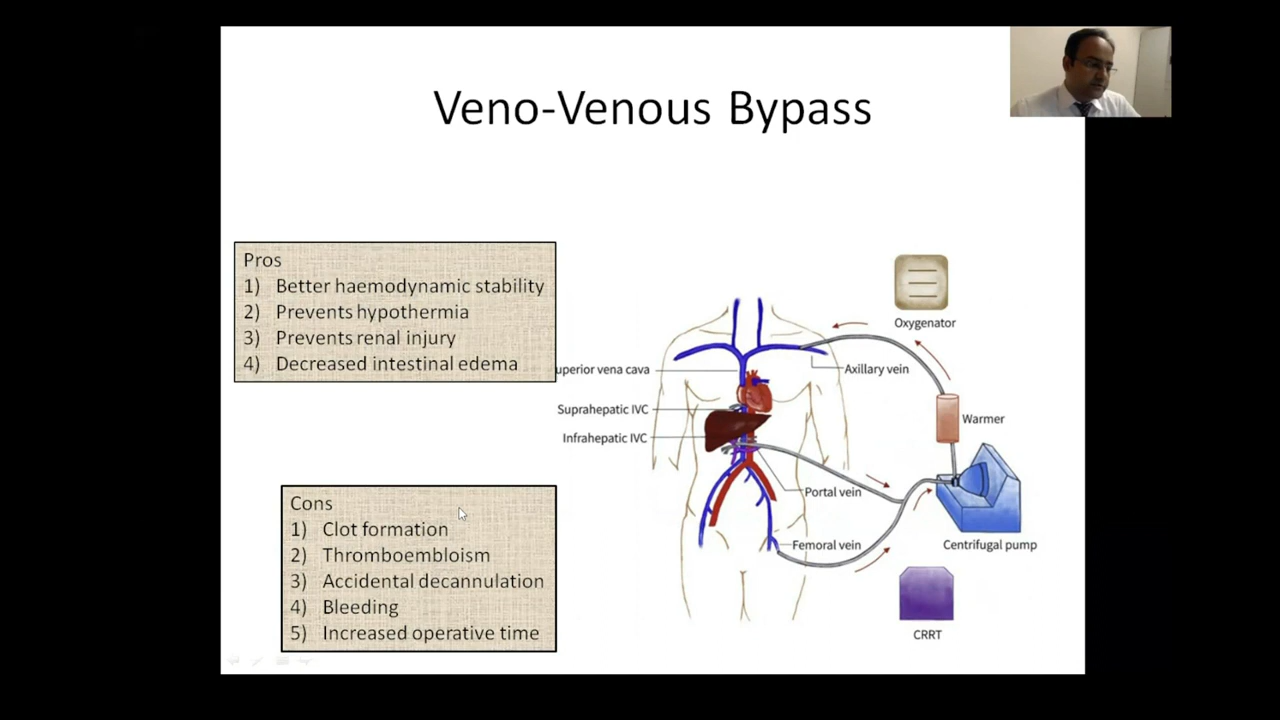 Veno-Venous Bypass
Pros
1) Better haemodynamic stability
2) Prevents hypothermia
3) Prevents renal injury
4) Decreased intestinal edema
Cons
1) Clot formation
2) Thromboembloism
3) Accidental decannulation
4) Bleeding
5) Increased operative time
Oxygenator
uperior vena cava
Axillary vein
Suprahepatic IVC
Warmer
Infrahepatic IVC
Portal vein
Femoral vein
Centrifugal pump
CRRT